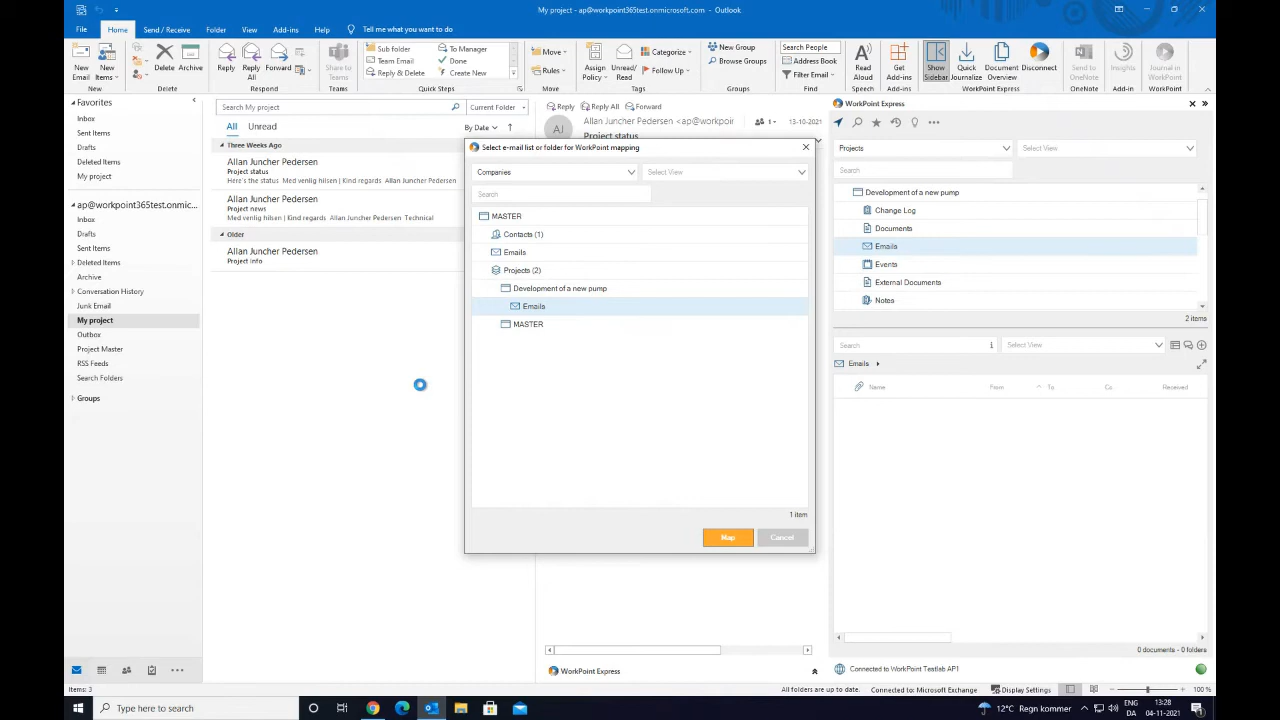 My project - ap@workpoint365test.onmicrosoft.com - Outlook
File Home Send / Receive Folder View Add-ins Help Tell me what you want to do
New Email
New Items
Delete Archive
Reply
Reply All
Forward
Share to Teams
Sub folder
Team Email
Reply & Delete
To Manager
Done
Create New
Move
Rules
Assign Policy
Unread/ Read
Categorize
Follow Up
New Group
Browse Groups
Search People
Address Book
Filter Email
Read Aloud
Get Add-ins
Show Sidebar
Quick Journalize
Document Overview
Disconnect
Send to OneNote
Insights
Journal in WorkPoint
New Delete Respond Teams Quick Steps Move Tags Groups Find Speech Add-ins WorkPoint Express OneNote Add-in WorkPoint
Favorites
Inbox
Sent Items
Drafts
My project
ap@workpoint365test.onmic...
Inbox
Drafts
Sent Items
Deleted Items
Archive
Conversation History
Junk Email
My project
Outbox
Project Master
RSS Feeds
Search Folders
Groups
Search My project
Current Folder
All Unread By Date
Three Weeks Ago
Allan Juncher Pedersen
Project status
Here's the status Med venlig hilsen | Kind regards Allan Juncher Pedersen
Allan Juncher Pedersen
Project news
Med venlig hilsen | Kind regards Allan Juncher Pedersen Technical
Older
Allan Juncher Pedersen
Project Info
Reply Reply All Forward
AJ
Allan Juncher Pedersen <ap@workpoir
1
13-10-2021
Project status
Select e-mail list or folder for WorkPoint mapping
Companies
Select View
Search
MASTER
Contacts (1)
Emails
Projects (2)
Development of a new pump
Emails
MASTER
1 item
Map Cancel
WorkPoint Express
WorkPoint Express
Projects
Select View
Search
Development of a new pump
Change Log
Documents
Emails
Events
External Documents
Notes
2 items
Search
Select View
Emails
Name From To Cc Received
0 documents - 0 folders
Connected to WorkPoint Testlab AP1
Items: 3
All folders are up to date. Connected to: Microsoft Exchange Display Settings 100 %
Type here to search
12°C Regn kommer
ENG
DA
13:28
04-11-2021
1